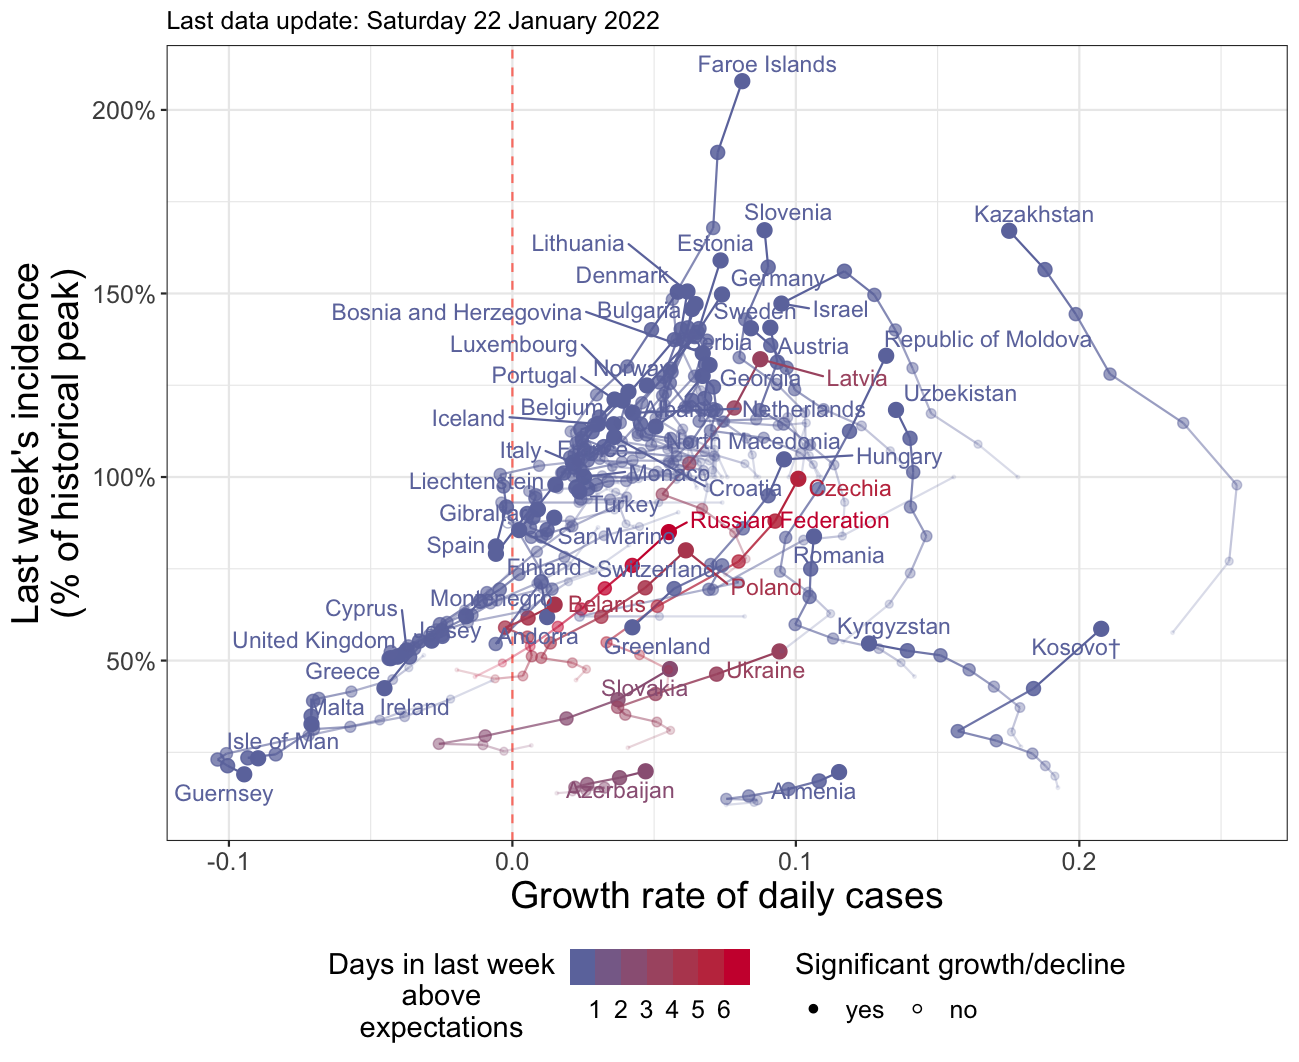 Last data update: Saturday 22 January 2022
Last week's incidence
(% of historical peak)
200%
150%
100%
50%
Faroe Islands
Slovenia
Kazakhstan
Lithuania
Estonia
Denmark
Germany
Bosnia and Herzegovina
Bulgaria
Sweden
Israel
Luxembourg
Serbia
Austria
Republic of Moldova
Norway
Portugal
Georgia
Latvia
Uzbekistan
Iceland
Belgium
Albania
Netherlands
Italy
France
North Macedonia
Hungary
Liechtenstein
Monaco
Croatia
Czechia
Gibraltar
Turkey
Russian Federation
Spain
San Marino
Romania
Finland
Switzerland
Poland
Cyprus
Montenegro
Belarus
United Kingdom
Jersey
Andorra
Greenland
Kyrgyzstan
Kosovo†
Greece
Ukraine
Malta
Ireland
Slovakia
Isle of Man
Guernsey
Azerbaijan
Armenia
-0.1
0.0
0.1
0.2
Growth rate of daily cases
Days in last week
above
expectations
1 2 3 4 5 6
Significant growth/decline
yes
no